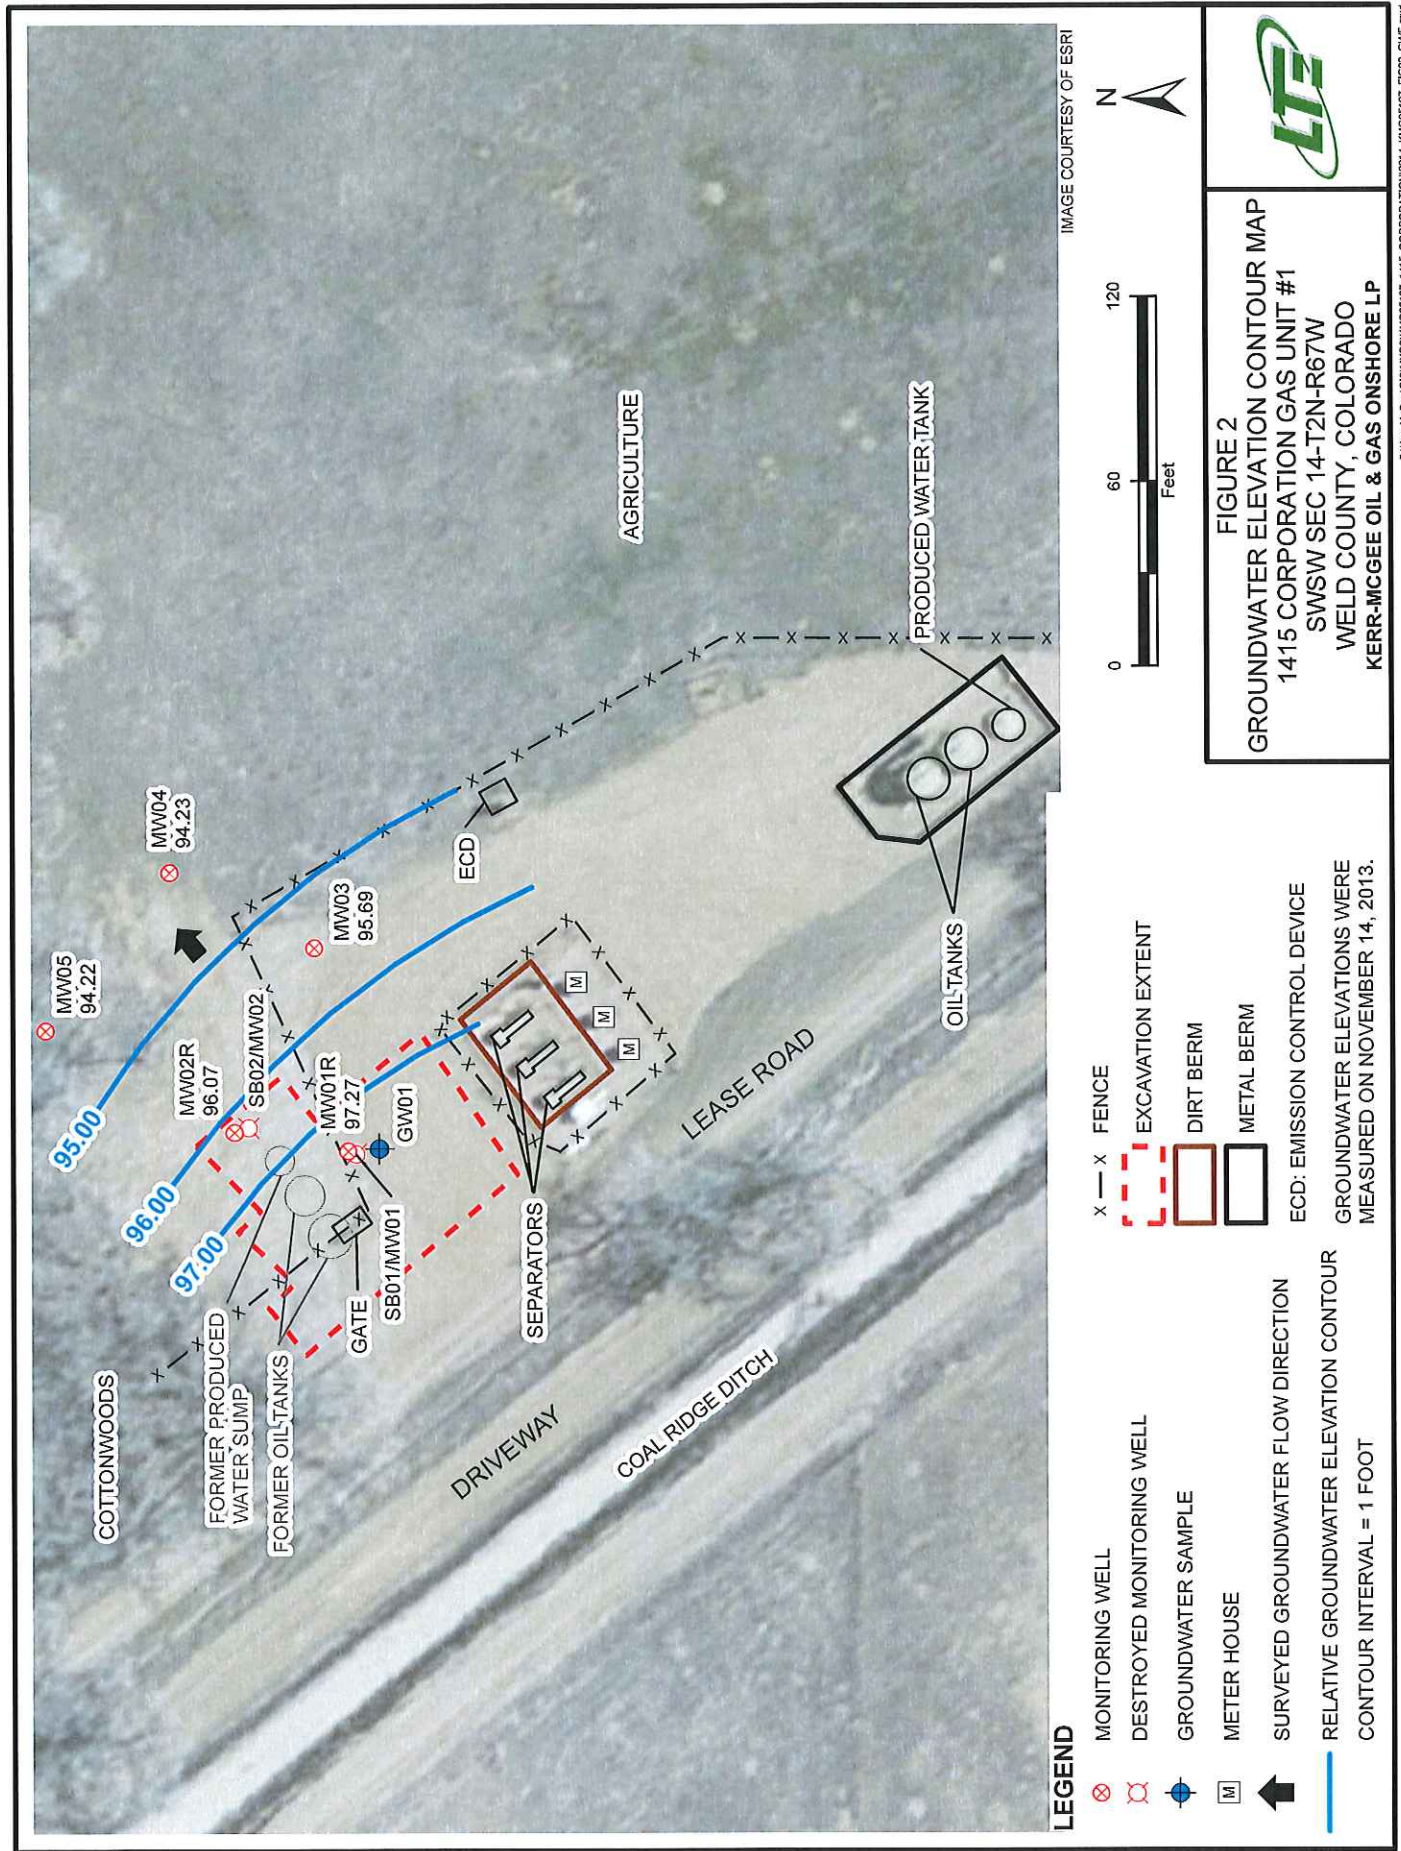 COTTONWOODS
FORMER PRODUCED
WATER SUMP
FORMER OIL TANKS
GATE
SB01/MW01
97.00
96.00
95.00
MW02R
96.07
SB02/MW02
MW01R
97.27
GW01
MW05
94.22
MW04
94.23
MW03
95.69
ECD
SEPARATORS
M
M
M
DRIVEWAY
COAL RIDGE DITCH
LEASE ROAD
OIL TANKS
PRODUCED WATER TANK
AGRICULTURE
IMAGE COURTESY OF ESRI
LEGEND
MONITORING WELL
DESTROYED MONITORING WELL
GROUNDWATER SAMPLE
M METER HOUSE
SURVEYED GROUNDWATER FLOW DIRECTION
RELATIVE GROUNDWATER ELEVATION CONTOUR
CONTOUR INTERVAL = 1 FOOT
X X FENCE
EXCAVATION EXTENT
DIRT BERM
METAL BERM
ECD: EMISSION CONTROL DEVICE
GROUNDWATER ELEVATIONS WERE
MEASURED ON NOVEMBER 14, 2013.
0 60 120
Feet
N
FIGURE 2
GROUNDWATER ELEVATION CONTOUR MAP
1415 CORPORATION GAS UNIT #1
SWSW SEC 14-T2N-R67W
WELD COUNTY, COLORADO
KERR-MCGEE OIL & GAS ONSHORE LP
LTE